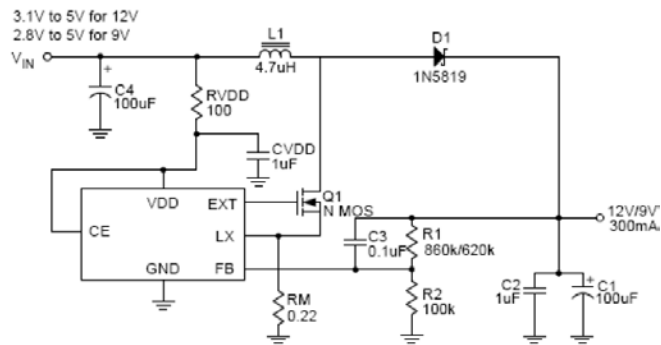 3.1V to 5V for 12V
2.8V to 5V for 9V
VIN
C4
100uF
RVDD
100
CVDD
1uF
L1
4.7uH
D1
1N5819
VDD
EXT
CE
LX
GND
FB
Q1
N MOS
RM
0.22
C3
0.1uF
R1
860k/620k
R2
100k
12V/9V
300mA
C2
1uF
C1
100uF